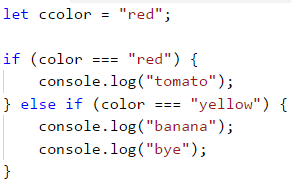 let ccolor = "red";
if (color === "red") {
    console.log("tomato");
} else if (color === "yellow") {
    console.log("banana");
    console.log("bye");
}